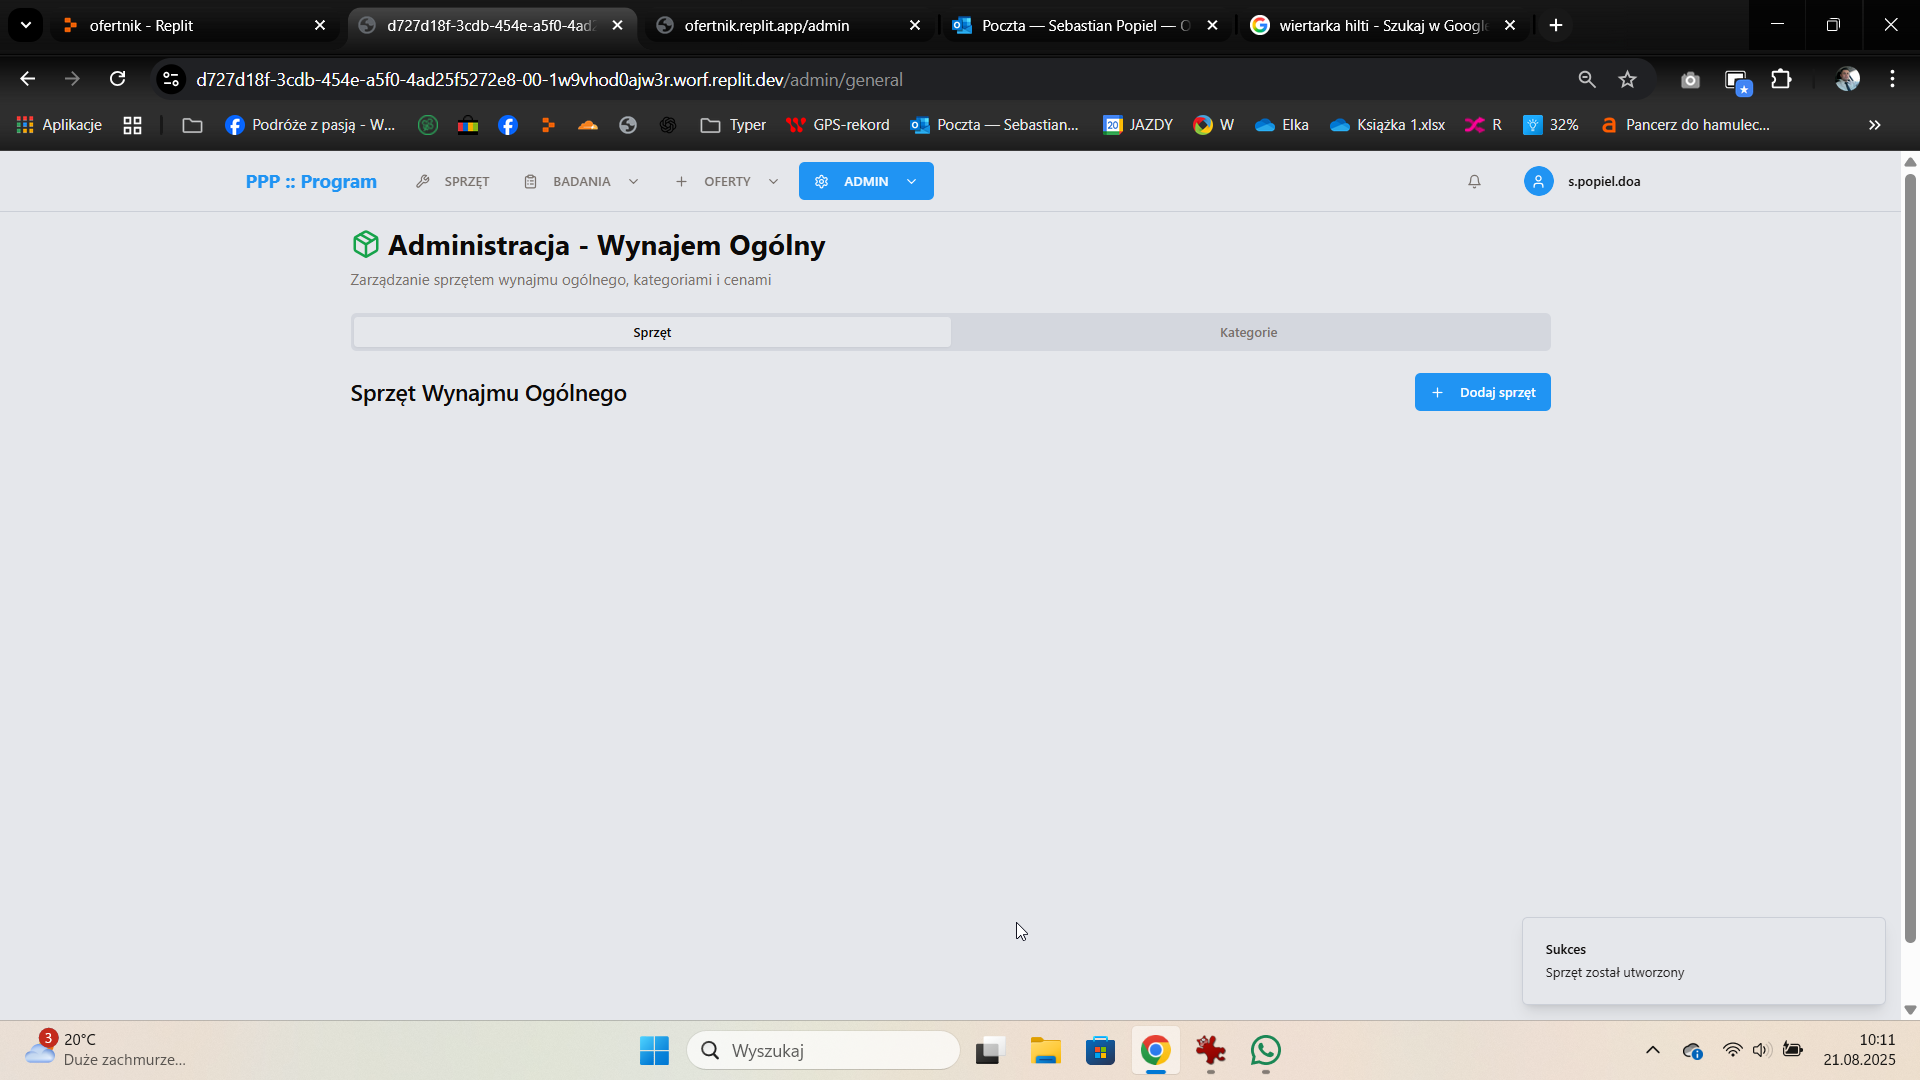 ofertnik - Replit
d727d18f-3cdb-454e-a5f0-4ad2
ofertnik.replit.app/admin
Poczta — Sebastian Popiel — O
wiertarka hilti - Szukaj w Google
d727d18f-3cdb-454e-a5f0-4ad25f5272e8-00-1w9vhod0ajw3r.worf.replit.dev/admin/general
Aplikacje
Podróże z pasją - W...
Typer
GPS-rekord
Poczta — Sebastian...
20
JAZDY
W
Elka
Książka 1.xlsx
R
32%
Pancerz do hamulec...
PPP :: Program
SPRZĘT
BADANIA
OFERTY
ADMIN
s.popiel.doa
Administracja - Wynajem Ogólny
Zarządzanie sprzętem wynajmu ogólnego, kategoriami i cenami
Sprzęt
Kategorie
Sprzęt Wynajmu Ogólnego
Dodaj sprzęt
Sukces
Sprzęt został utworzony
3
20°C
Duże zachmurze...
Wyszukaj
10:11
21.08.2025